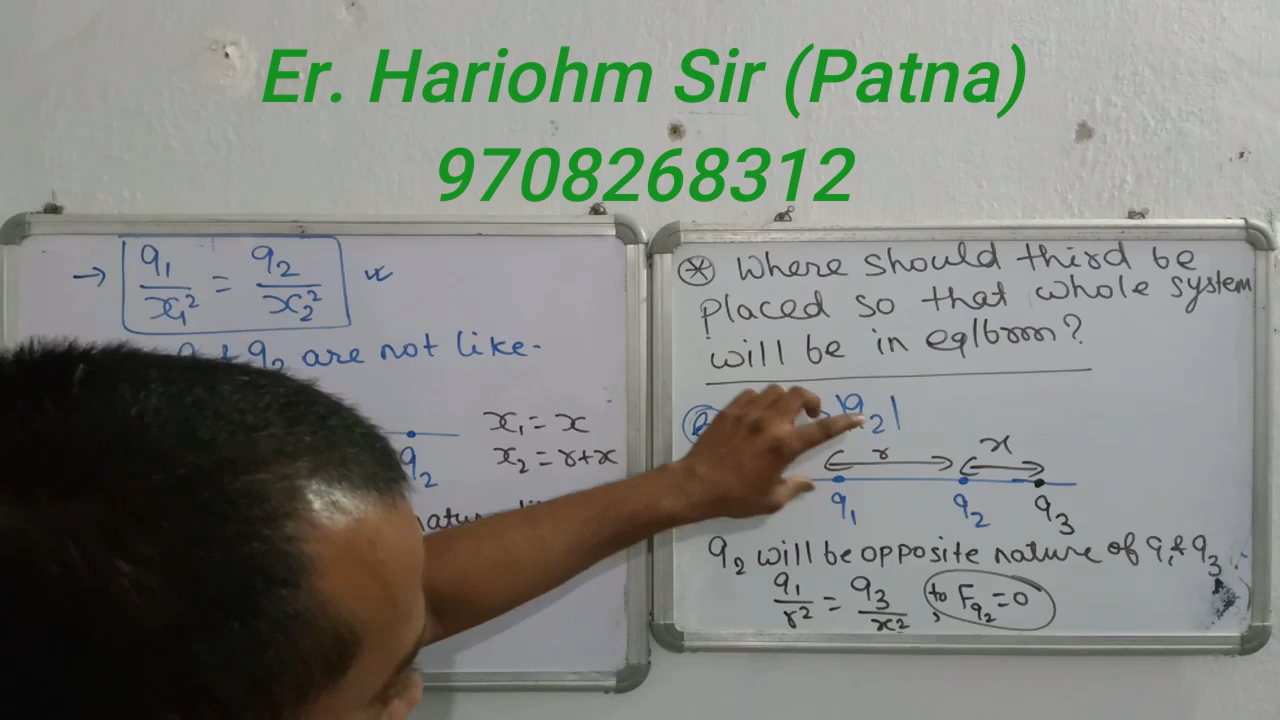 Er. Hariohm Sir (Patna)
9708268312
→ q₁/x₁² = q₂/x₂²
q₂ are not like.
x₁ = x
x₂ = r+x
q₂
⊛ Where should third be
placed so that whole system
will be in eqlbrm?
|q₂|
r x
q₁ q₂ q₃
q₂ will be opposite nature of q₁ & q₃
q₁/r² = q₃/x², to F_q₂ = 0